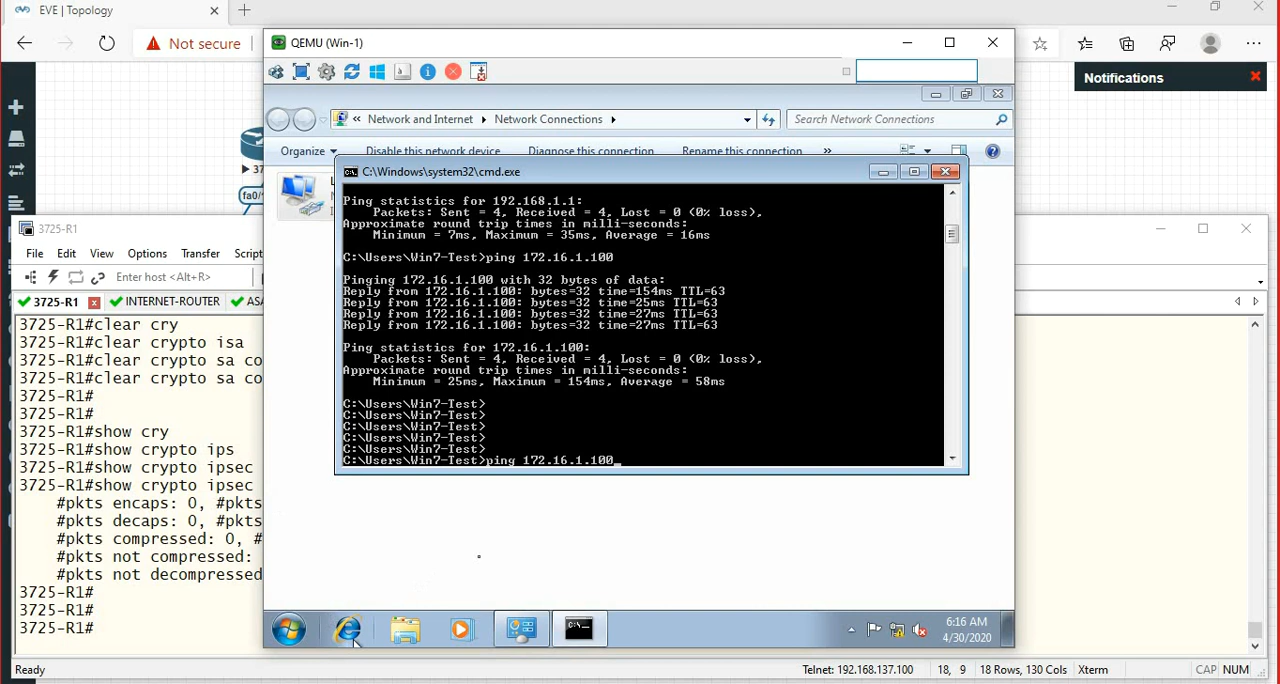 EVE | Topology
Not secure
QEMU (Win-1)
Notifications
Network and Internet
Network Connections
Search Network Connections
Organize
Disable this network device
Diagnose this connection
Rename this connection
»
37
fa0/
C:\Windows\system32\cmd.exe
Ping statistics for 192.168.1.1:
Packets: Sent = 4, Received = 4, Lost = 0 (0% loss),
Approximate round trip times in milli-seconds:
Minimum = 7ms, Maximum = 35ms, Average = 16ms
C:\Users\Win7-Test>ping 172.16.1.100
Pinging 172.16.1.100 with 32 bytes of data:
Reply from 172.16.1.100: bytes=32 time=154ms TTL=63
Reply from 172.16.1.100: bytes=32 time=25ms TTL=63
Reply from 172.16.1.100: bytes=32 time=27ms TTL=63
Reply from 172.16.1.100: bytes=32 time=27ms TTL=63
Ping statistics for 172.16.1.100:
Packets: Sent = 4, Received = 4, Lost = 0 (0% loss),
Approximate round trip times in milli-seconds:
Minimum = 25ms, Maximum = 154ms, Average = 58ms
C:\Users\Win7-Test>
C:\Users\Win7-Test>
C:\Users\Win7-Test>
C:\Users\Win7-Test>
C:\Users\Win7-Test>
C:\Users\Win7-Test>ping 172.16.1.100
3725-R1
File Edit View Options Transfer Script
Enter host <Alt+R>
3725-R1 INTERNET-ROUTER ASA
3725-R1#clear cry
3725-R1#clear crypto isa
3725-R1#clear crypto sa co
3725-R1#clear crypto sa co
3725-R1#
3725-R1#
3725-R1#show cry
3725-R1#show crypto ips
3725-R1#show crypto ipsec
3725-R1#show crypto ipsec
#pkts encaps: 0, #pkts
#pkts decaps: 0, #pkts
#pkts compressed: 0, #
#pkts not compressed:
#pkts not decompressed
3725-R1#
3725-R1#
3725-R1#
6:16 AM
4/30/2020
Ready
Telnet: 192.168.137.100 18, 9 18 Rows, 130 Cols Xterm CAP NUM